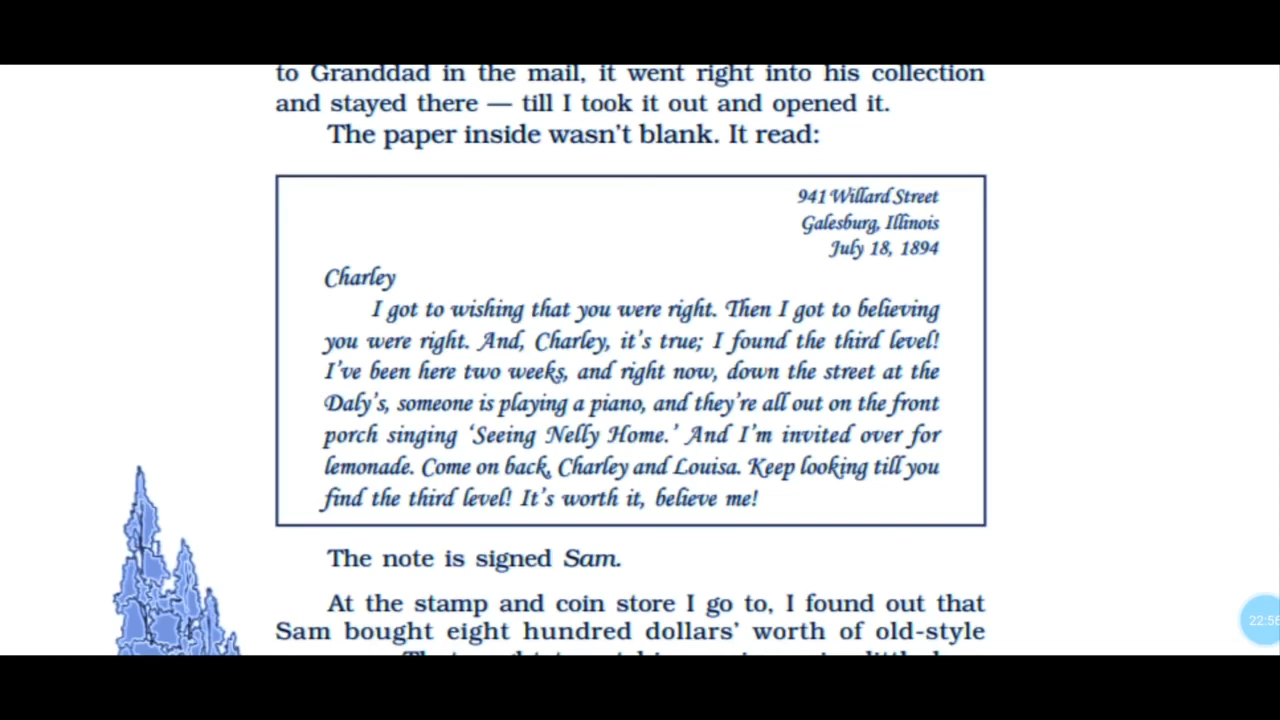 to Granddad in the mail, it went right into his collection
and stayed there — till I took it out and opened it.
The paper inside wasn't blank. It read:
941 Willard Street
Galesburg, Illinois
July 18, 1894
Charley
I got to wishing that you were right. Then I got to believing
you were right. And, Charley, it's true; I found the third level!
I've been here two weeks, and right now, down the street at the
Daly's, someone is playing a piano, and they're all out on the front
porch singing 'Seeing Nelly Home.' And I'm invited over for
lemonade. Come on back, Charley and Louisa. Keep looking till you
find the third level! It's worth it, believe me!
The note is signed Sam.
At the stamp and coin store I go to, I found out that
Sam bought eight hundred dollars' worth of old-style